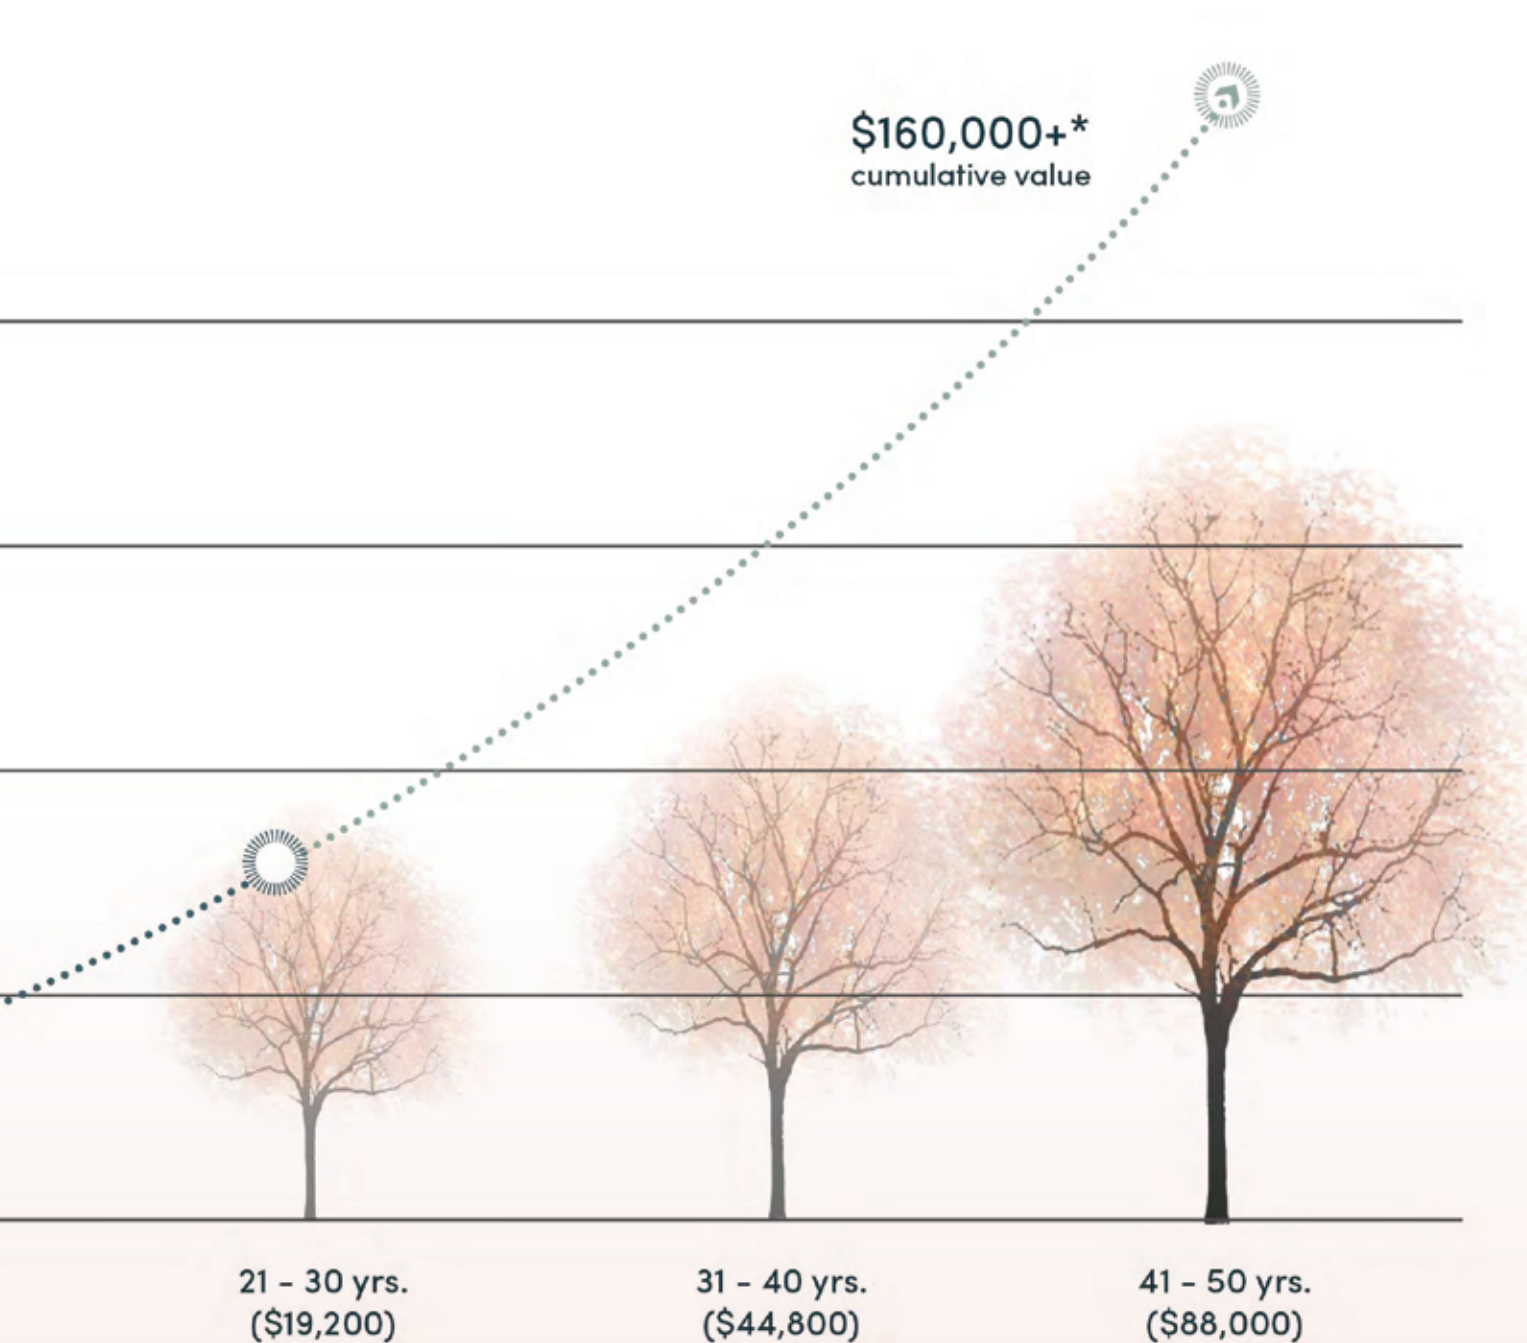 $160,000+*
cumulative value
21 - 30 yrs.
($19,200)
31 - 40 yrs.
($44,800)
41 - 50 yrs.
($88,000)